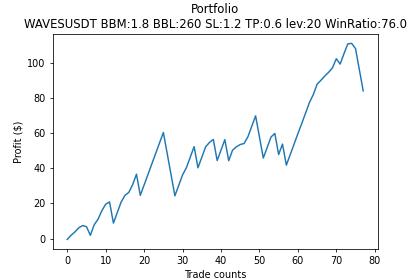 Portfolio
WAVESUSDT BBM:1.8 BBL:260 SL:1.2 TP:0.6 lev:20 WinRatio:76.0
Profit ($)
100
80
60
40
20
0
0 10 20 30 40 50 60 70 80
Trade counts